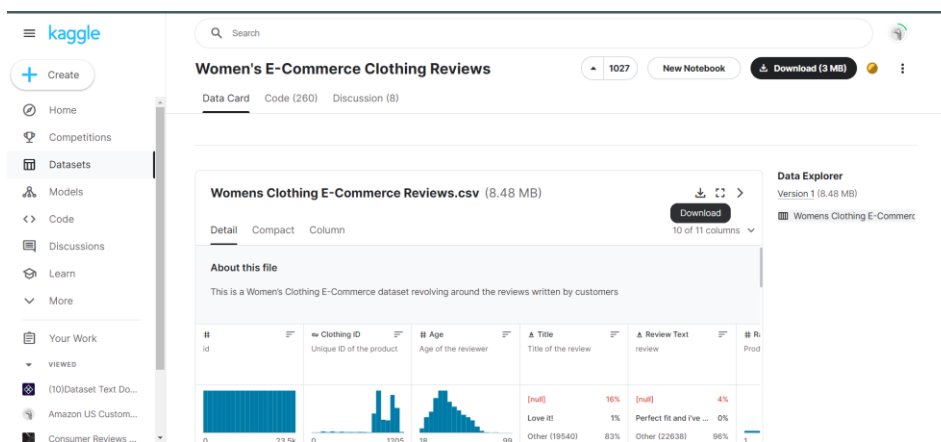 kaggle
Search
Create
Women's E-Commerce Clothing Reviews
1027
New Notebook
Download (3 MB)
Data Card Code (260) Discussion (8)
Home
Competitions
Datasets
Models
Code
Discussions
Learn
More
Your Work
VIEWED
(10)Dataset Text Do...
Amazon US Custom...
Consumer Reviews ...
Womens Clothing E-Commerce Reviews.csv (8.48 MB)
Download
Detail Compact Column
10 of 11 columns
About this file
This is a Women's Clothing E-Commerce dataset revolving around the reviews written by customers
# Clothing ID # Age Title Review Text #
id Unique ID of the product Age of the reviewer Title of the review review Prod
[null] 16% [null] 4%
Love it! 1% Perfect fit and i've ... 0%
0 23.5k 0 1205 18 99 Other (19540) 83% Other (22638) 96% 1
Data Explorer
Version 1 (8.48 MB)
Womens Clothing E-Commerc